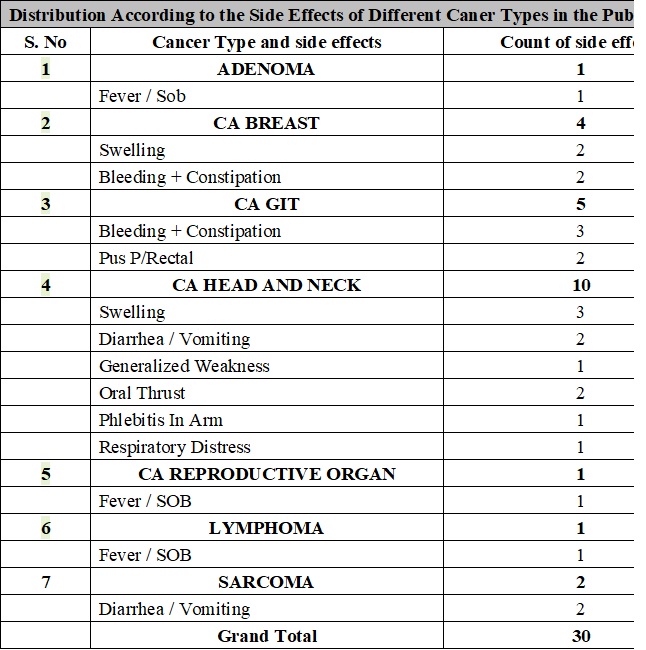 Distribution According to the Side Effects of Different Caner Types in the Pub
S. No Cancer Type and side effects Count of side effe
1 ADENOMA 1
Fever / Sob 1
2 CA BREAST 4
Swelling 2
Bleeding + Constipation 2
3 CA GIT 5
Bleeding + Constipation 3
Pus P/Rectal 2
4 CA HEAD AND NECK 10
Swelling 3
Diarrhea / Vomiting 2
Generalized Weakness 1
Oral Thrust 2
Phlebitis In Arm 1
Respiratory Distress 1
5 CA REPRODUCTIVE ORGAN 1
Fever / SOB 1
6 LYMPHOMA 1
Fever / SOB 1
7 SARCOMA 2
Diarrhea / Vomiting 2
Grand Total 30